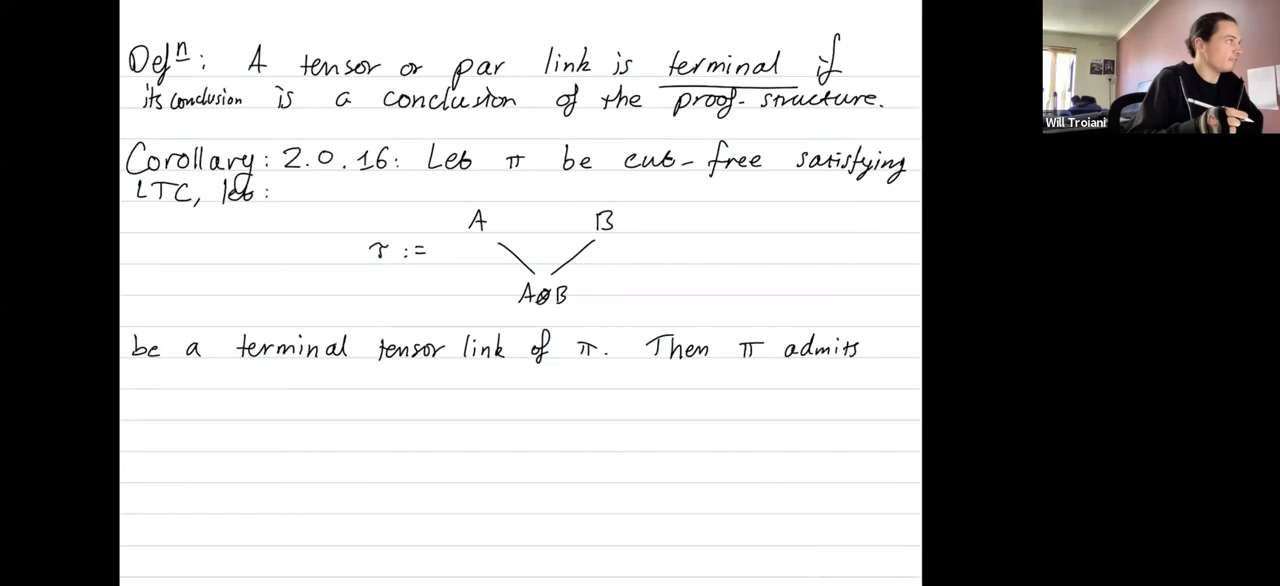 Defⁿ: A tensor or par link is terminal if
its conclusion is a conclusion of the proof-structure.
Corollary: 2.0.16: Let π be cut-free satisfying
LTC, let:
A B
τ :=
A⊗B
be a terminal tensor link of π. Then π admits
Will Troiani